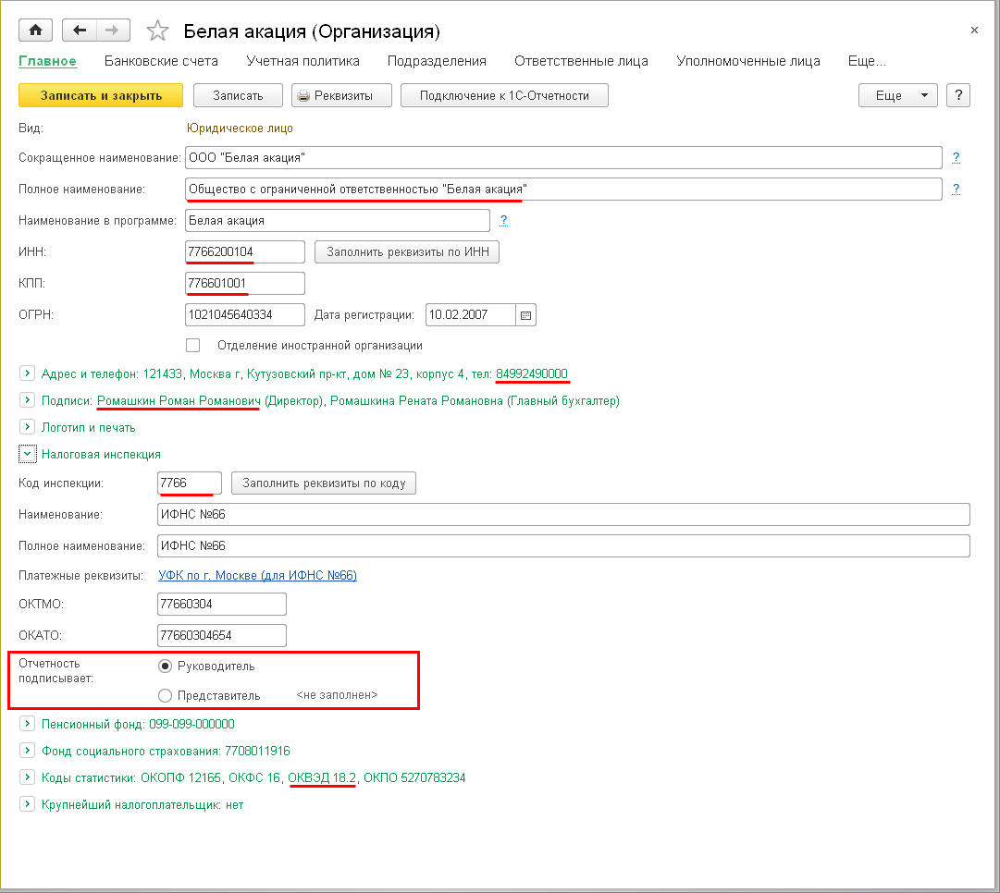 Белая акация (Организация)
Главное Банковские счета Учетная политика Подразделения Ответственные лица Уполномоченные лица Еще...
Записать и закрыть Записать Реквизиты Подключение к 1С-Отчетности Еще ?
Вид: Юридическое лицо
Сокращенное наименование: ООО "Белая акация" ?
Полное наименование: Общество с ограниченной ответственностью "Белая акация" ?
Наименование в программе: Белая акация ?
ИНН: 7766200104 Заполнить реквизиты по ИНН
КПП: 776601001
ОГРН: 1021045640334 Дата регистрации: 10.02.2007
Отделение иностранной организации
Адрес и телефон: 121433, Москва г, Кутузовский пр-кт, дом № 23, корпус 4, тел: 84992490000
Подписи: Ромашкин Роман Романович (Директор), Ромашкина Рената Романовна (Главный бухгалтер)
Логотип и печать
Налоговая инспекция
Код инспекции: 7766 Заполнить реквизиты по коду
Наименование: ИФНС №66
Полное наименование: ИФНС №66
Платежные реквизиты: УФК по г. Москве (для ИФНС №66)
ОКТМО: 77660304
ОКАТО: 77660304654
Отчетность Руководитель
подписывает:
Представитель <не заполнен>
Пенсионный фонд: 099-099-000000
Фонд социального страхования: 7708011916
Коды статистики: ОКОПФ 12165, ОКФС 16, ОКВЭД 18.2, ОКПО 5270783234
Крупнейший налогоплательщик: нет